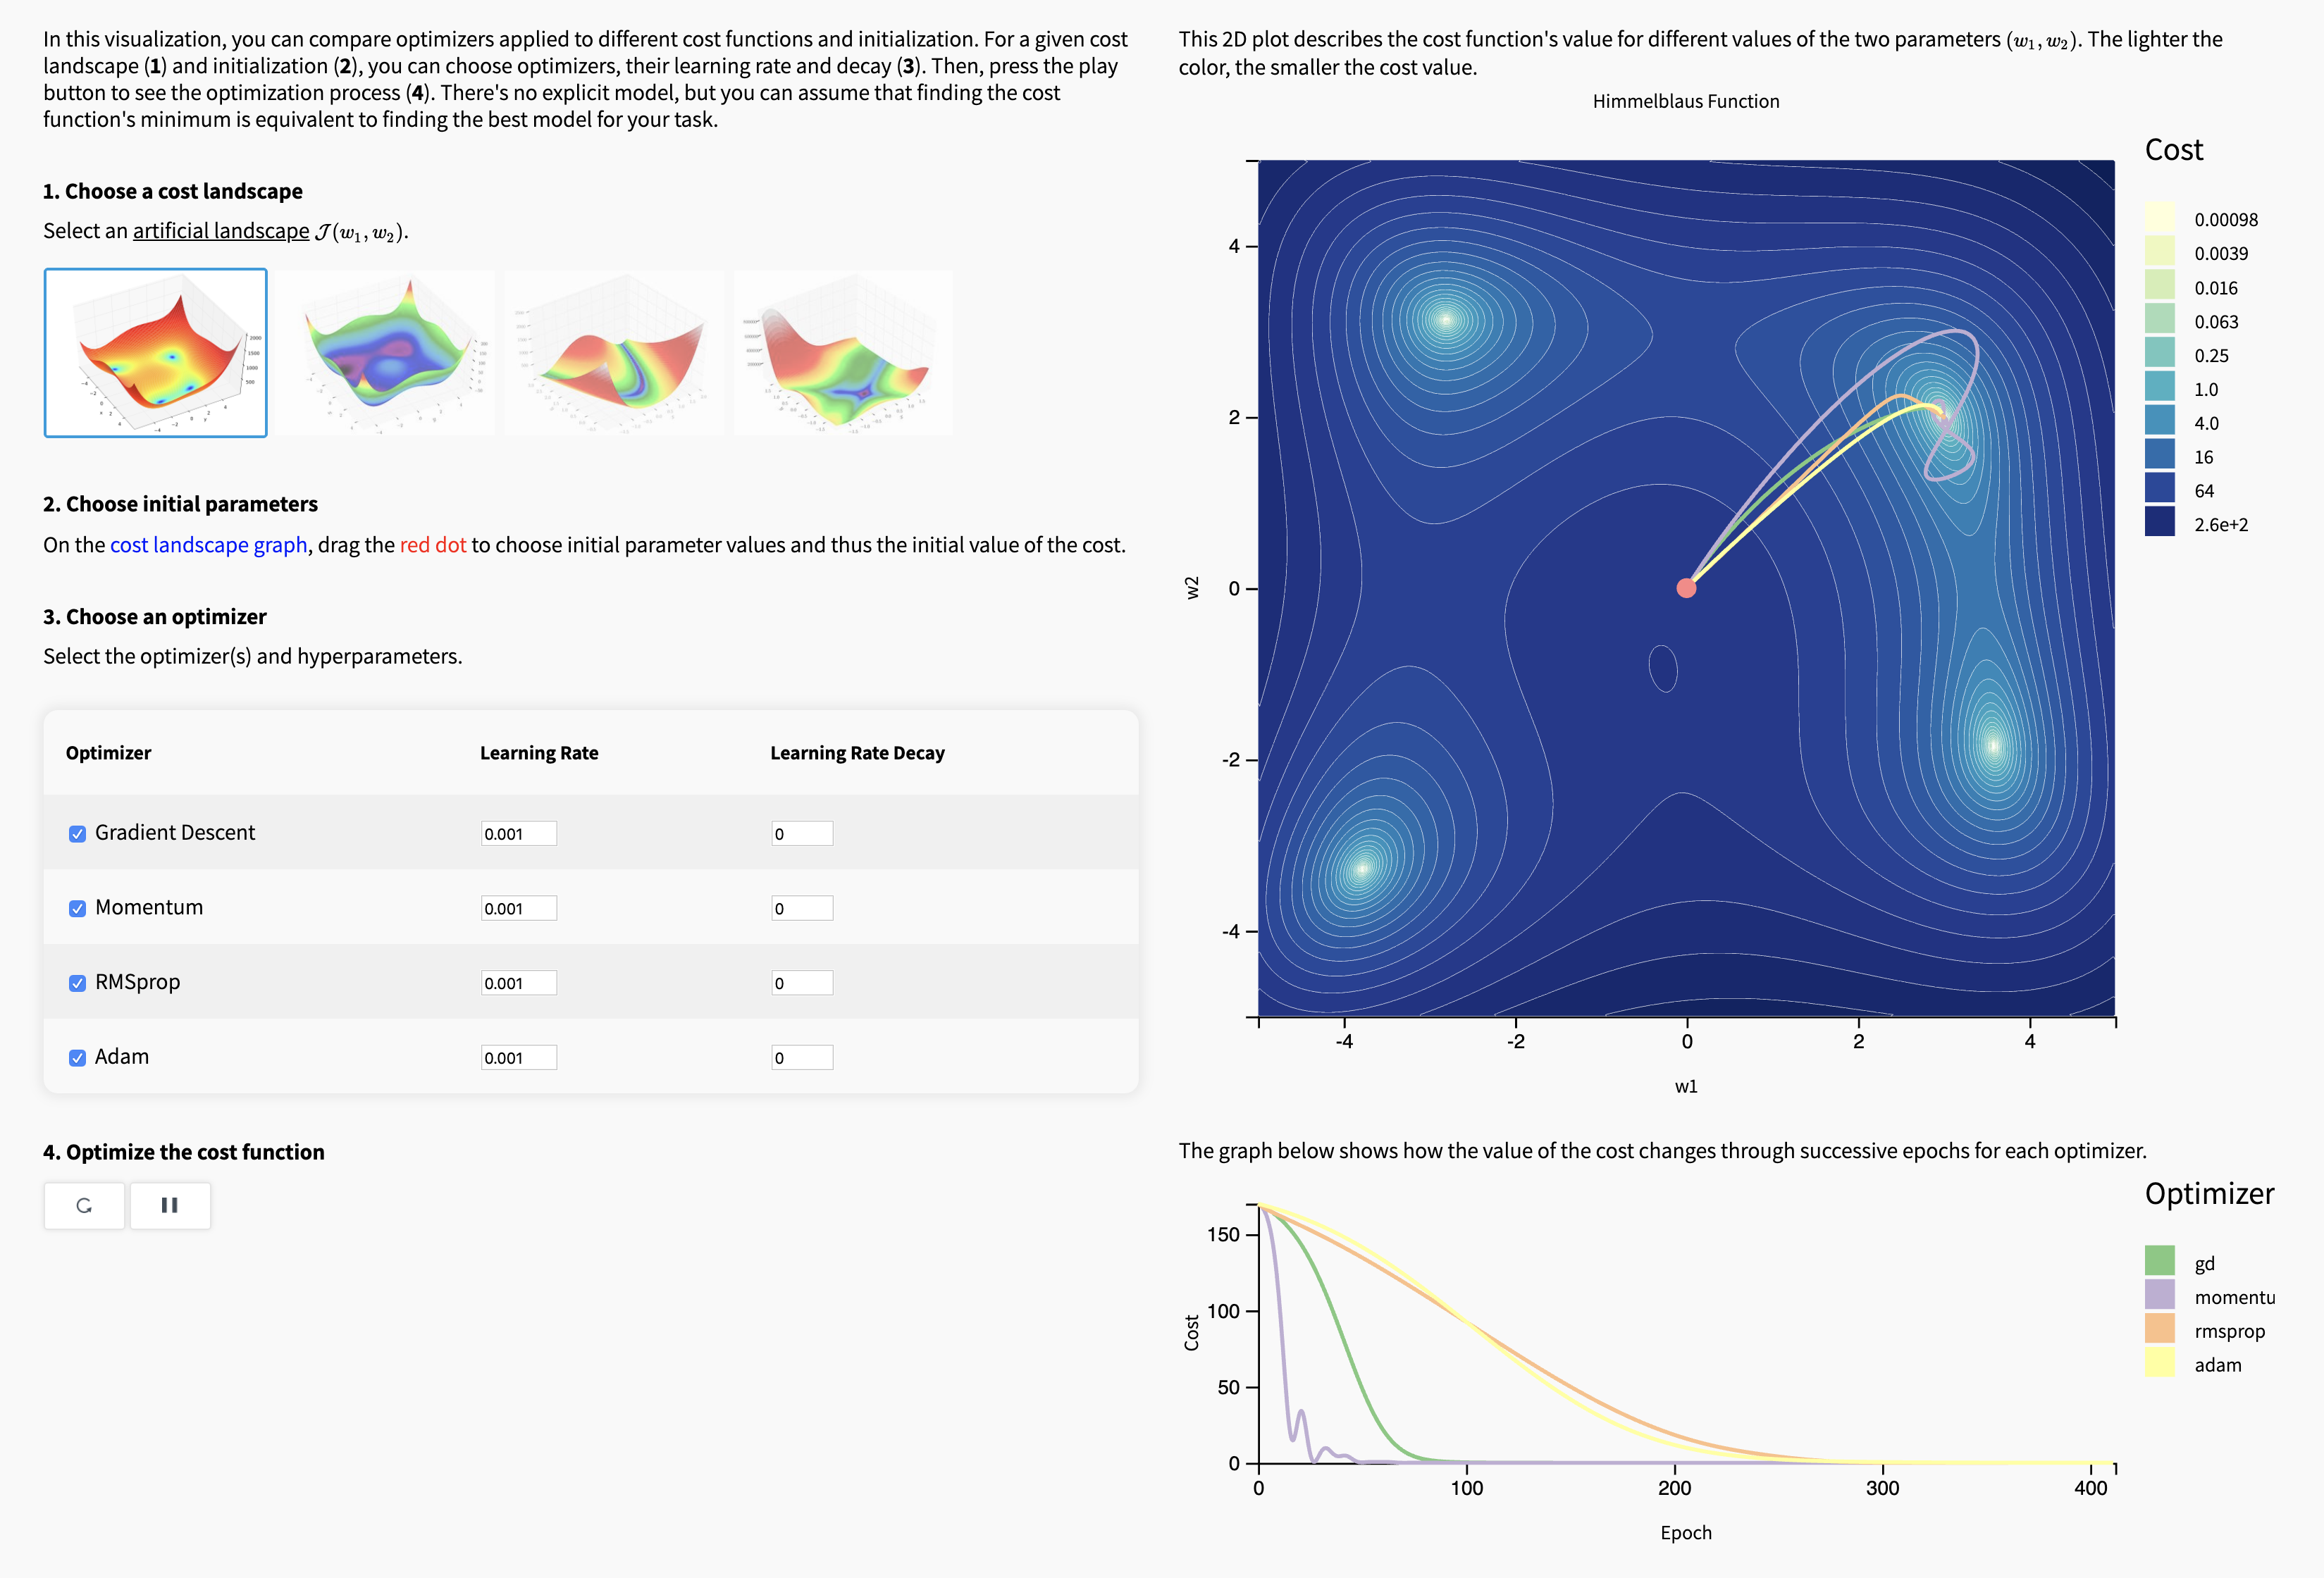 In this visualization, you can compare optimizers applied to different cost functions and initialization. For a given cost
landscape (1) and initialization (2), you can choose optimizers, their learning rate and decay (3). Then, press the play
button to see the optimization process (4). There's no explicit model, but you can assume that finding the cost
function's minimum is equivalent to finding the best model for your task.
1. Choose a cost landscape
Select an artificial landscape 𝒥(w₁, w₂).
2. Choose initial parameters
On the cost landscape graph, drag the red dot to choose initial parameter values and thus the initial value of the cost.
3. Choose an optimizer
Select the optimizer(s) and hyperparameters.
Optimizer Learning Rate Learning Rate Decay
Gradient Descent 0.001 0
Momentum 0.001 0
RMSprop 0.001 0
Adam 0.001 0
4. Optimize the cost function
This 2D plot describes the cost function's value for different values of the two parameters (w₁, w₂). The lighter the
color, the smaller the cost value.
Himmelblaus Function
Cost
0.00098
0.0039
0.016
0.063
0.25
1.0
4.0
16
64
2.6e+2
w2
4
2
0
-2
-4
-4 -2 0 2 4
w1
The graph below shows how the value of the cost changes through successive epochs for each optimizer.
Optimizer
gd
momentu
rmsprop
adam
Cost
150
100
50
0
0 100 200 300 400
Epoch